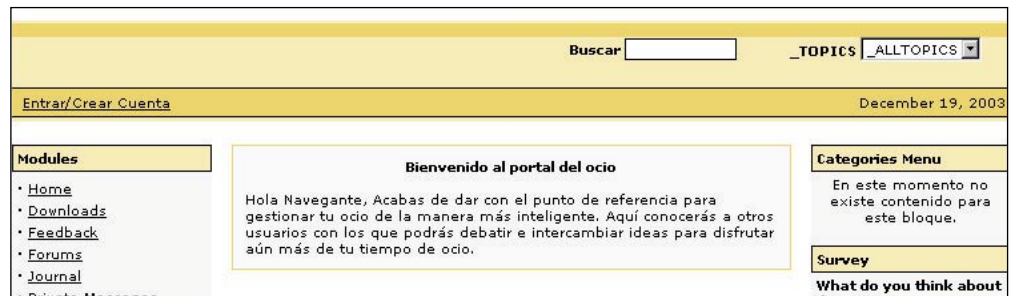 Buscar
_TOPICS _ALLTOPICS
Entrar/Crear Cuenta
December 19, 2003
Modules
· Home
· Downloads
· Feedback
· Forums
· Journal
· Private Messages
Bienvenido al portal del ocio
Hola Navegante, Acabas de dar con el punto de referencia para
gestionar tu ocio de la manera más inteligente. Aquí conocerás a otros
usuarios con los que podrás debatir e intercambiar ideas para disfrutar
aún más de tu tiempo de ocio.
Categories Menu
En este momento no
existe contenido para
este bloque.
Survey
What do you think about